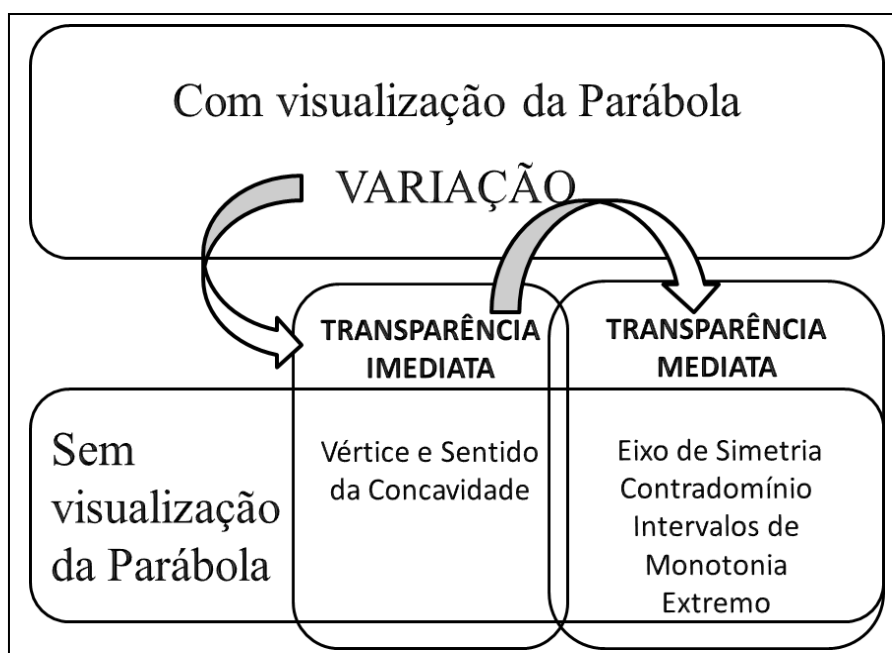 Com visualização da Parábola
VARIAÇÃO
TRANSPARÊNCIA
IMEDIATA
TRANSPARÊNCIA
MEDIATA
Sem
visualização
da Parábola
Vértice e Sentido
da Concavidade
Eixo de Simetria
Contradomínio
Intervalos de
Monotonia
Extremo